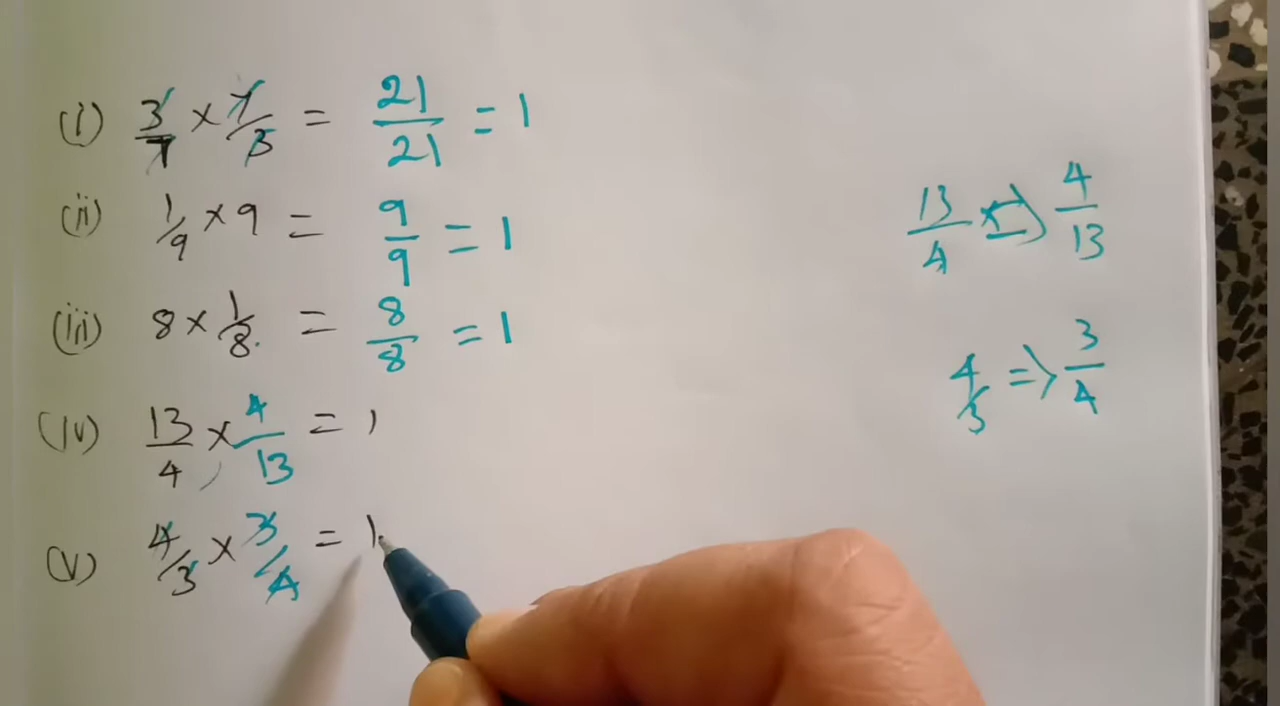 (i) 3/7 × 7/3 = 21/21 = 1
(ii) 1/9 × 9 = 9/9 = 1
(iii) 8 × 1/8. = 8/8 = 1
(iv) 13/4 × 4/13 = 1
(v) 4/3 × 3/4 = 1
13/4 => 4/13
4/3 => 3/4